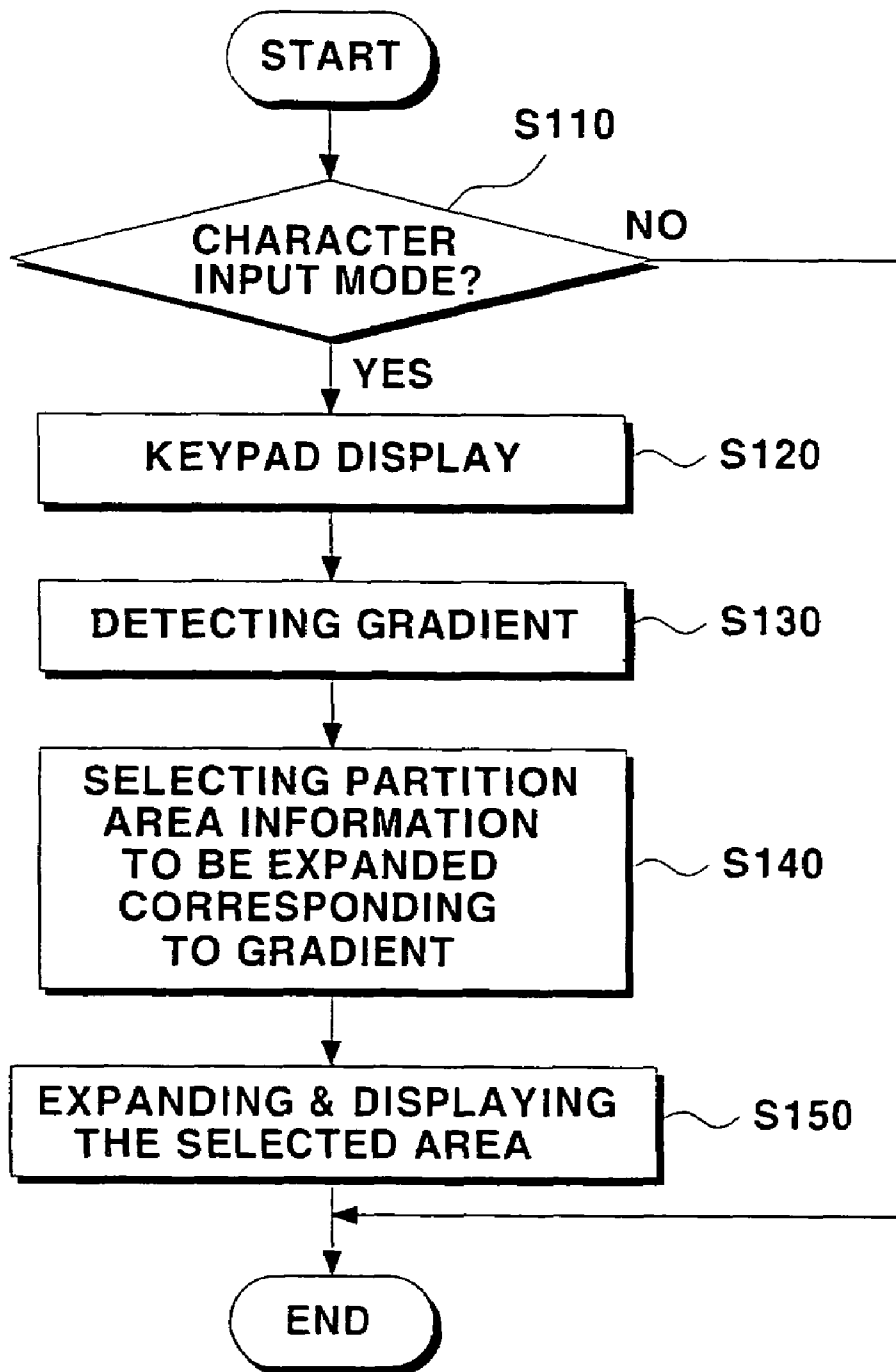 START
S110
CHARACTER
INPUT MODE?
NO
YES
KEYPAD DISPLAY
S120
DETECTING GRADIENT
S130
SELECTING PARTITION
AREA INFORMATION
TO BE EXPANDED
CORRESPONDING
TO GRADIENT
S140
EXPANDING & DISPLAYING
THE SELECTED AREA
S150
END